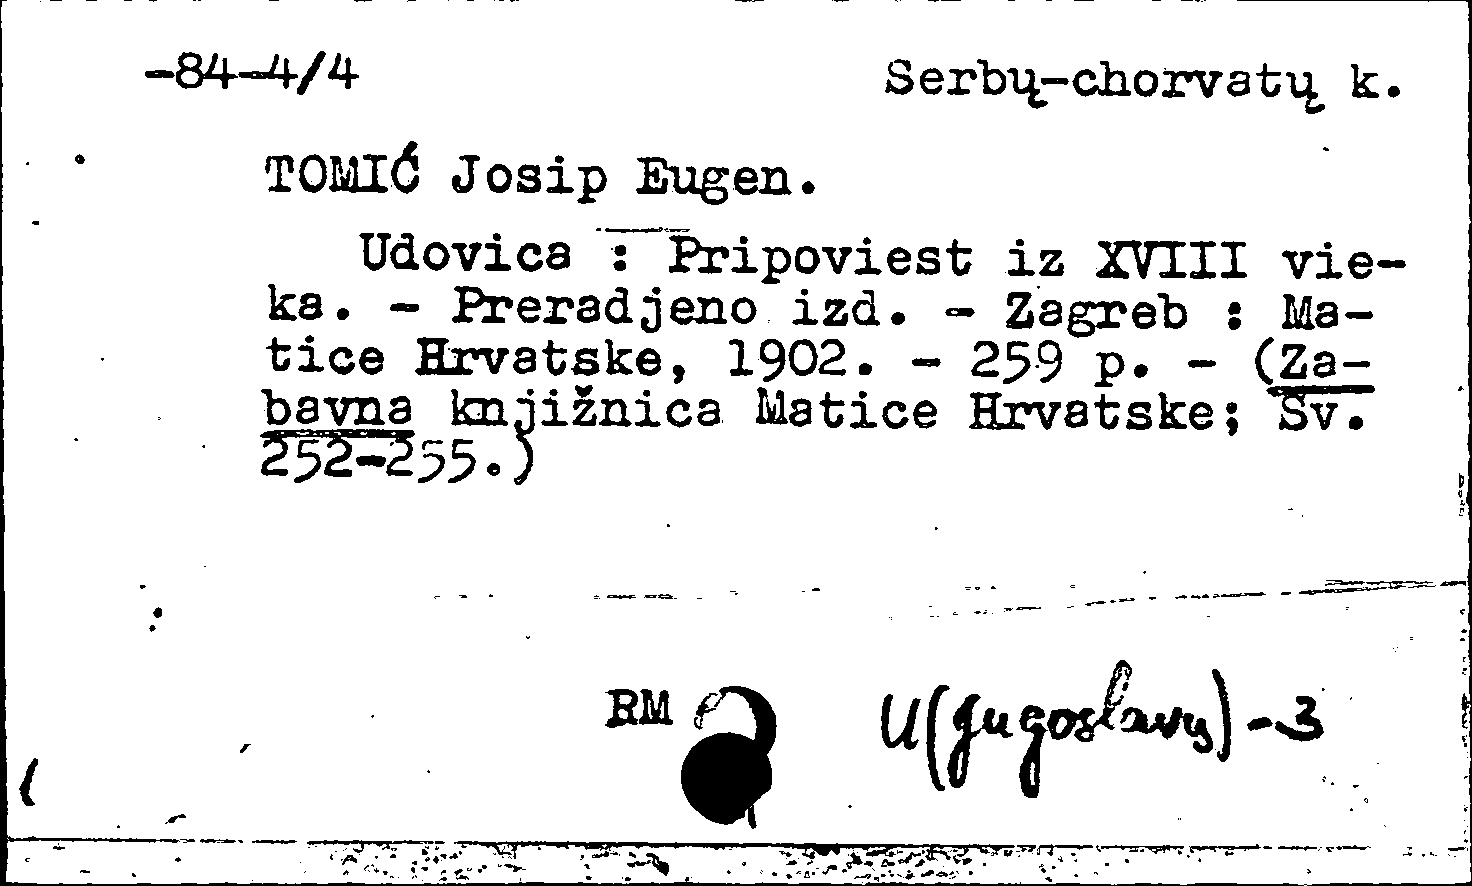 -84-4/4 Serbų-chorvatų k.
TOMIĆ Josip Eugen.
Udovica : Pripoviest iz XVIII vie-
ka. - Preradjeno izd. - Zagreb : Ma-
tice Hrvatske, 1902. - 259 p. - (Za-
bavna knjižnica Matice Hrvatske; Sv.
252-255.)
RM U(jugoslavų)-3